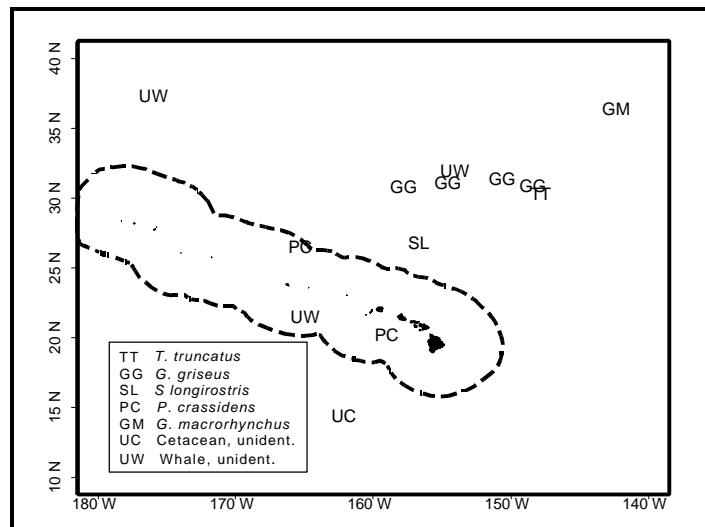 40 N
UW
GM
35 N
UW
GG
GG
GG
GG
TT
30 N
SL
PC
25 N
UW
PC
20 N
TT T. truncatus
GG G. griseus
SL S longirostris
PC P. crassidens
GM G. macrorhynchus
UC Cetacean, unident.
UW Whale, unident.
UC
15 N
10 N
180°W 170°W 160°W 150°W 140°W